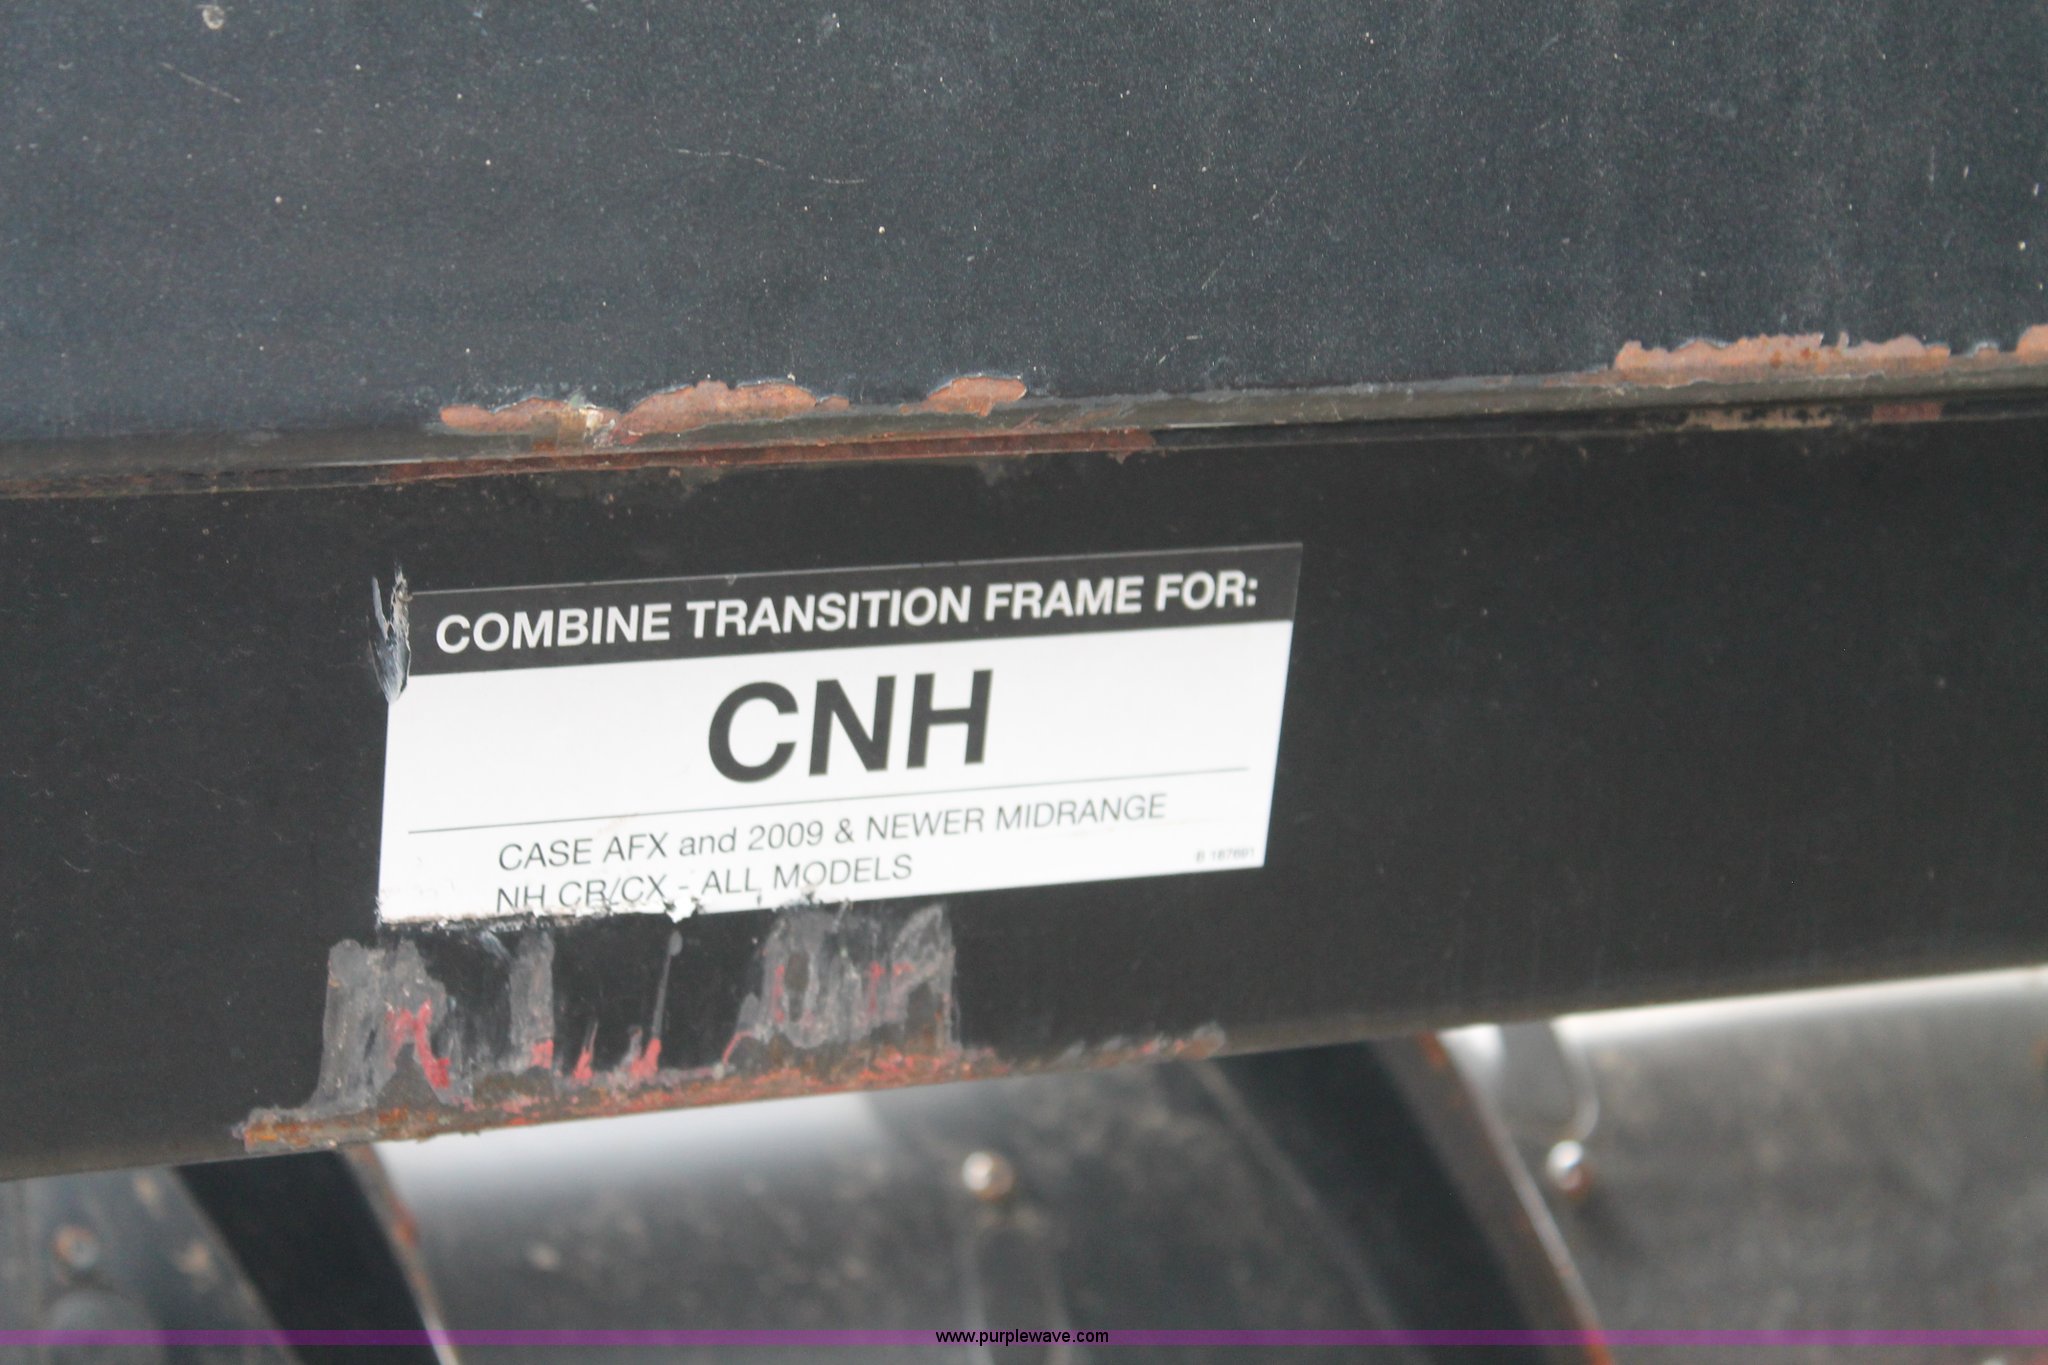 COMBINE TRANSITION FRAME FOR:
CNH
CASE AFX and 2009 & NEWER MIDRANGE
NH CR/CX - ALL MODELS
www.purplewave.com